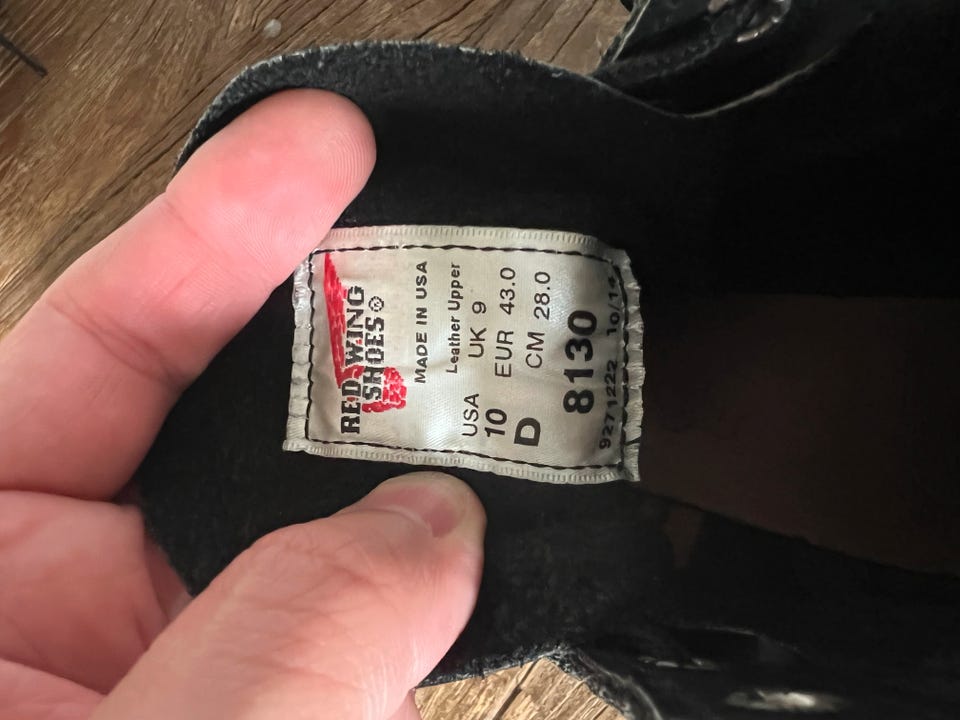 RED WING
SHOES®
MADE IN USA
Leather Upper
USA UK 9
10 EUR 43.0
D CM 28.0
8130
9271222 10/14